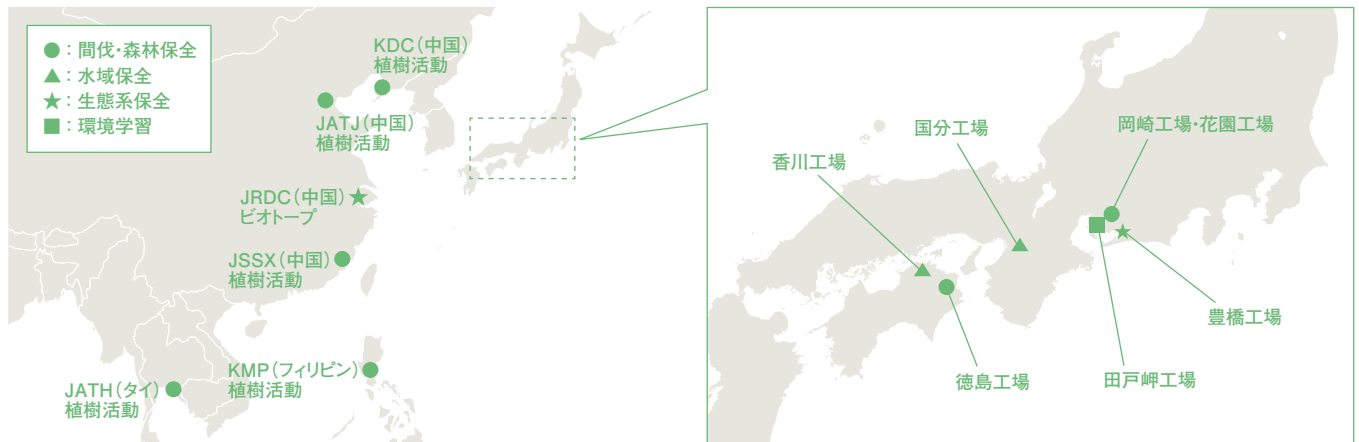 ●：間伐・森林保全
▲：水域保全
★：生態系保全
■：環境学習
KDC（中国）
植樹活動
JATJ（中国）
植樹活動
JRDC（中国）
ビオトープ
JSSX（中国）
植樹活動
KMP（フィリピン）
植樹活動
JATH（タイ）
植樹活動
岡崎工場・花園工場
国分工場
香川工場
豊橋工場
田戸岬工場
徳島工場